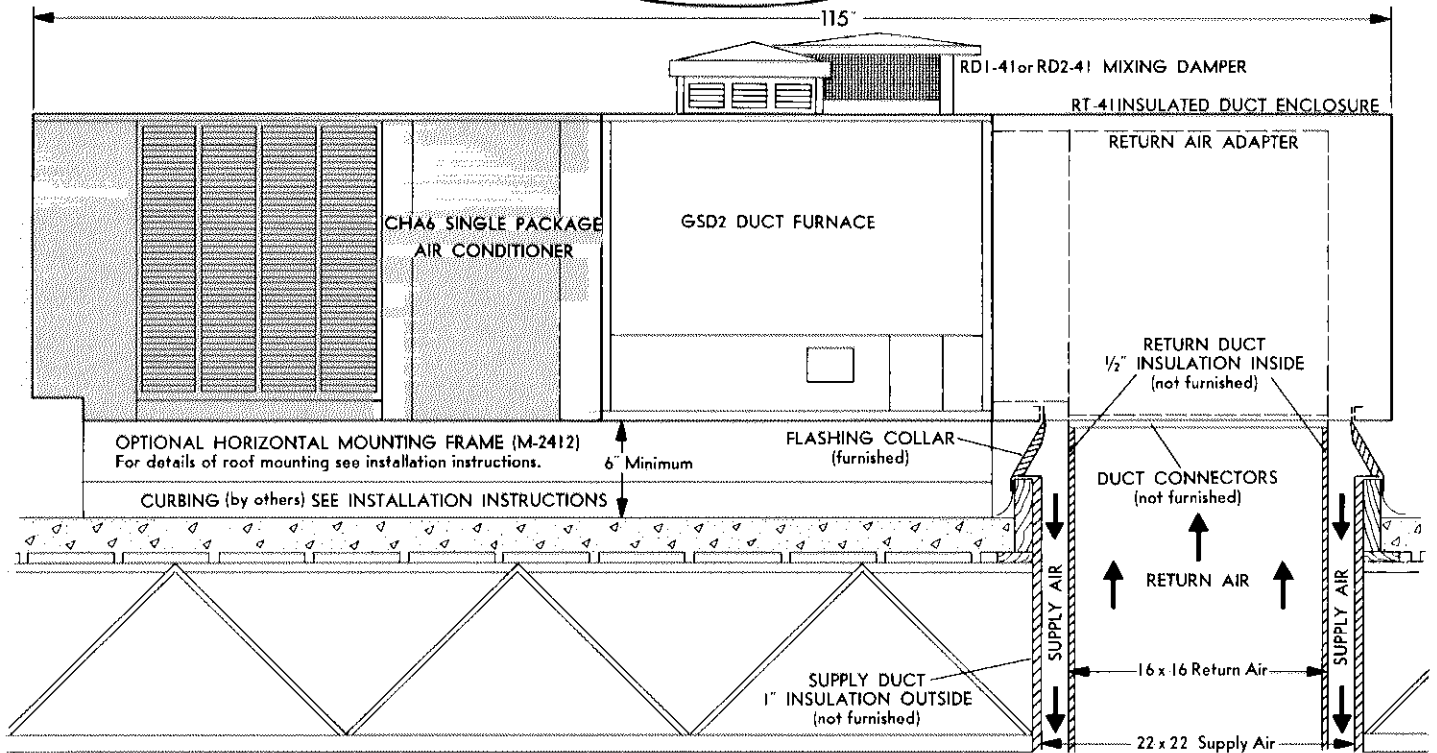 115"
RD1-41 or RD2-41 MIXING DAMPER
RT-41 INSULATED DUCT ENCLOSURE
RETURN AIR ADAPTER
CHA6 SINGLE PACKAGE
AIR CONDITIONER
GSD2 DUCT FURNACE
RETURN DUCT
1/2" INSULATION INSIDE
(not furnished)
OPTIONAL HORIZONTAL MOUNTING FRAME (M-2412)
For details of roof mounting see installation instructions.
6" Minimum
FLASHING COLLAR
(furnished)
DUCT CONNECTORS
(not furnished)
CURBING (by others) SEE INSTALLATION INSTRUCTIONS
SUPPLY AIR
RETURN AIR
SUPPLY AIR
16 x 16 Return Air
SUPPLY DUCT
1" INSULATION OUTSIDE
(not furnished)
22 x 22 Supply Air